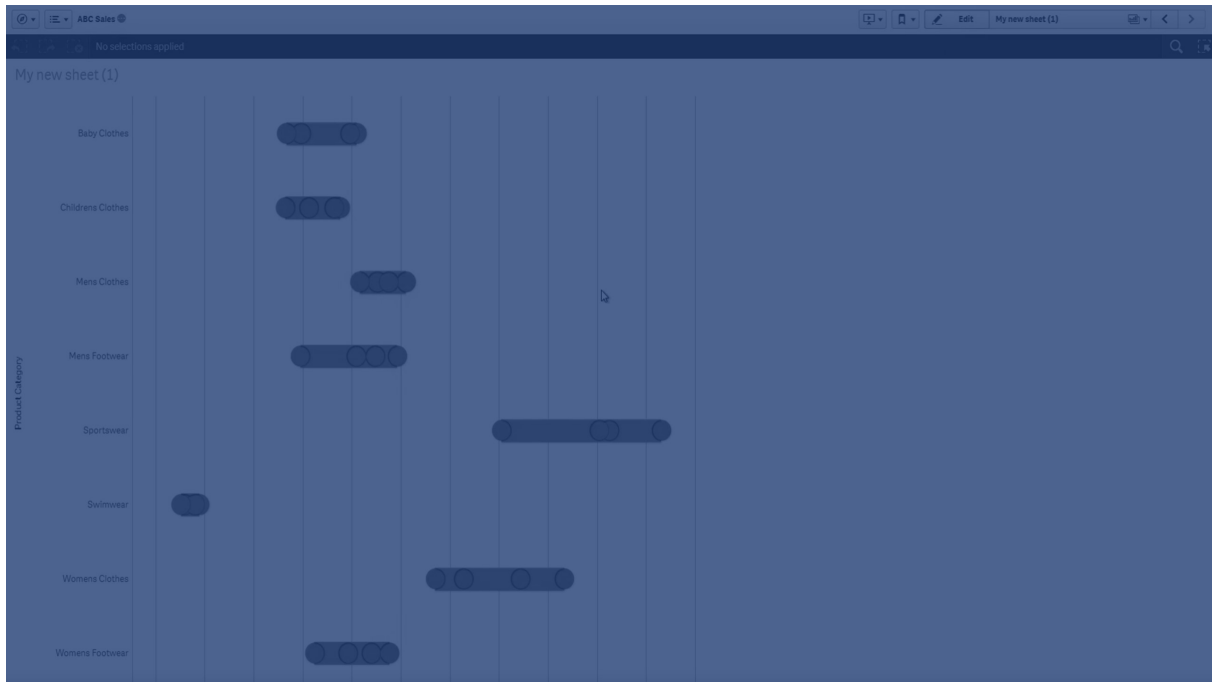 ABC Sales
Edit
My new sheet (1)
No selections applied
My new sheet (1)
Product Category
Baby Clothes
Childrens Clothes
Mens Clothes
Mens Footwear
Sportswear
Swimwear
Womens Clothes
Womens Footwear